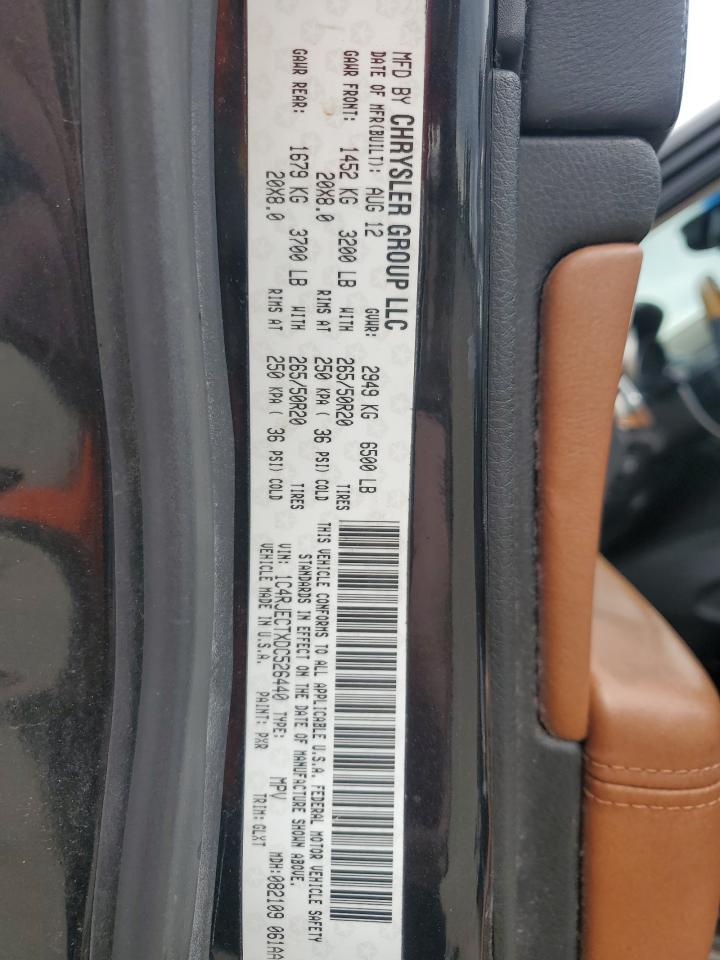 MFD BY CHRYSLER GROUP LLC
DATE OF MFR(BUILT): AUG 12 GVWR: 2949 KG 6500 LB
GAWR FRONT: 1452 KG 3200 LB WITH 265/50R20 TIRES
20X8.0 RIMS AT 250 KPA ( 36 PSI) COLD
GAWR REAR: 1679 KG 3700 LB WITH 265/50R20 TIRES
20X8.0 RIMS AT 250 KPA ( 36 PSI) COLD
THIS VEHICLE CONFORMS TO ALL APPLICABLE U.S.A. FEDERAL MOTOR VEHICLE SAFETY
STANDARDS IN EFFECT ON THE DATE OF MANUFACTURE SHOWN ABOVE.
VIN: 1C4RJECTXDC526440 TYPE: MPV MDH:082109 061AA
VEHICLE MADE IN U.S.A. PAINT: PXR TRIM:GLXT